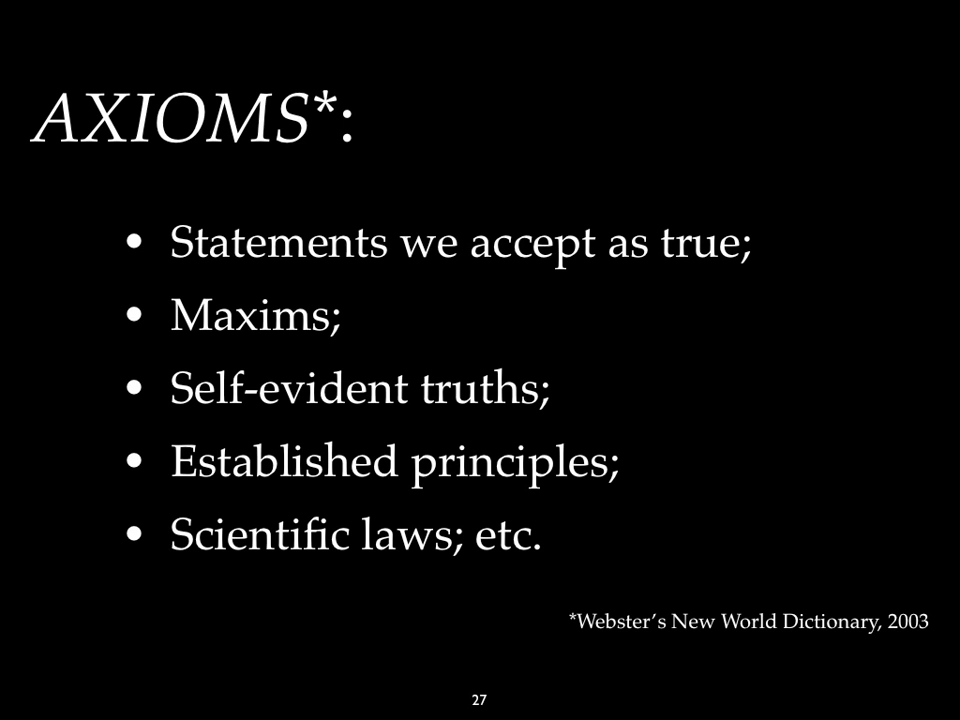 AXIOMS*:
• Statements we accept as true;
• Maxims;
• Self-evident truths;
• Established principles;
• Scientific laws; etc.
*Webster’s New World Dictionary, 2003
27